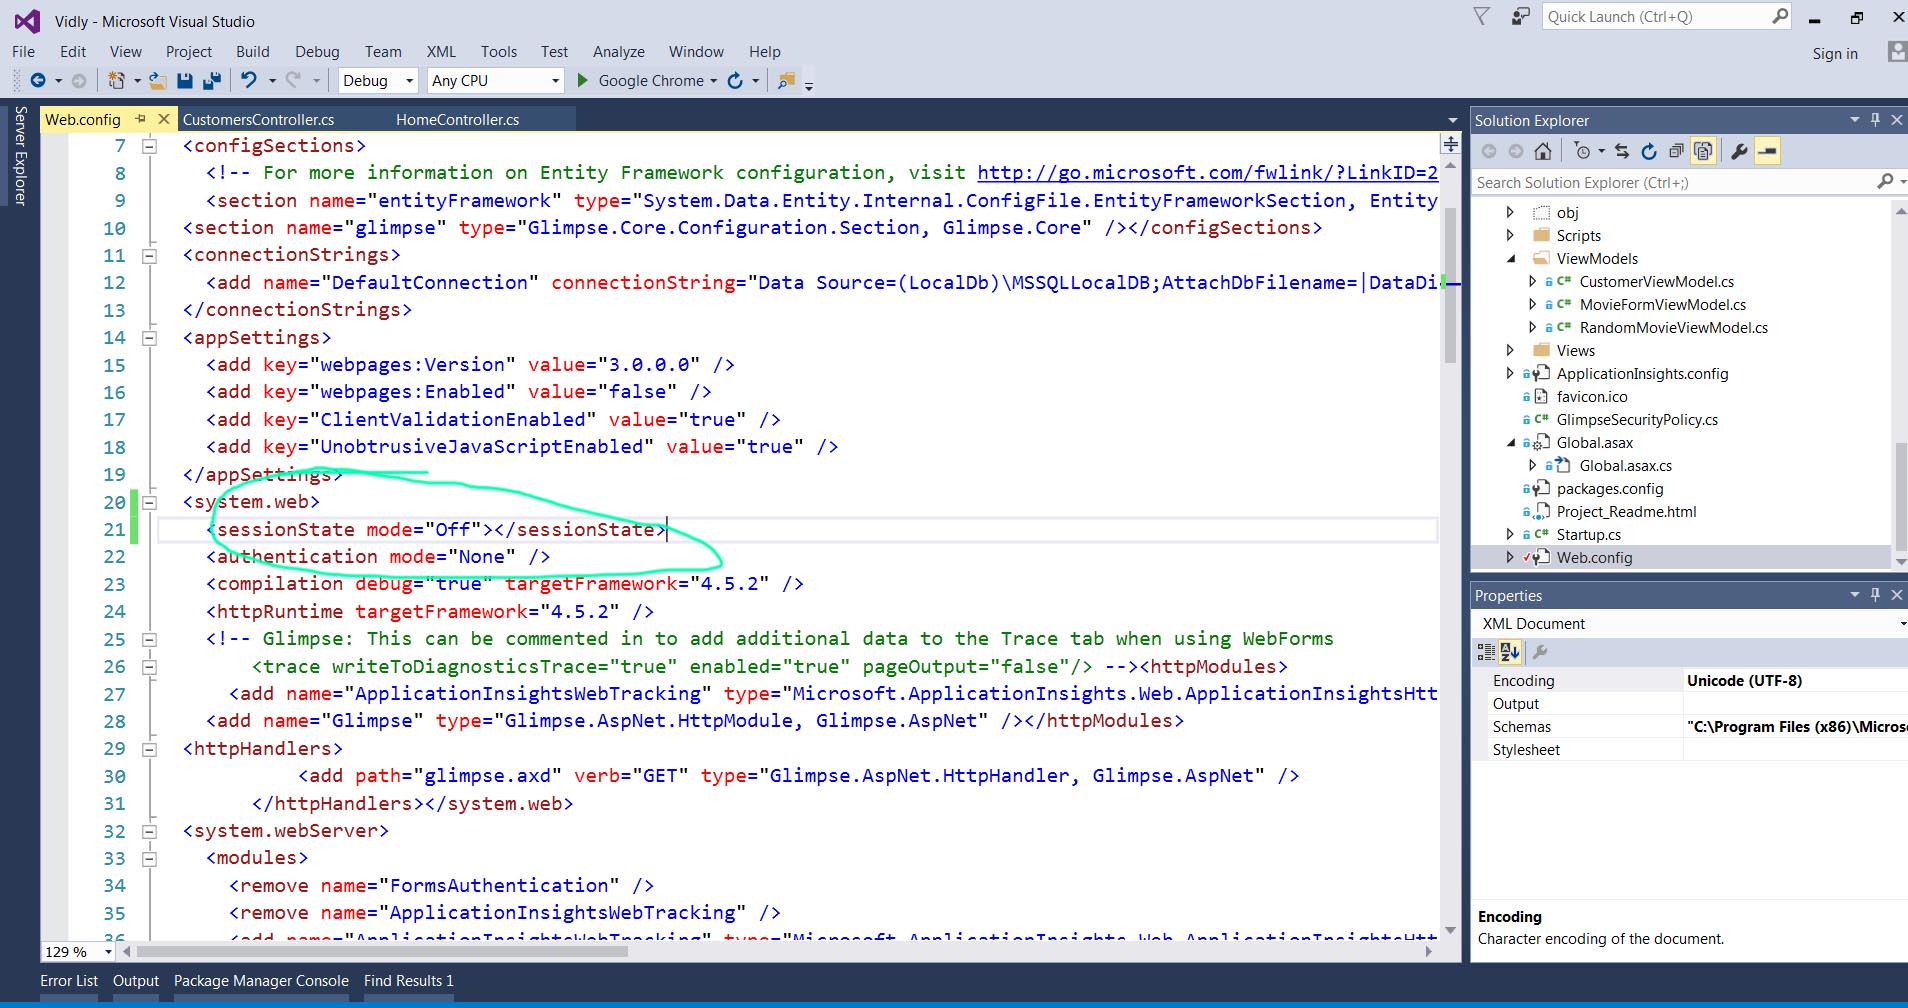 Vidly - Microsoft Visual Studio
Quick Launch (Ctrl+Q)
File Edit View Project Build Debug Team XML Tools Test Analyze Window Help
Sign in
Debug Any CPU Google Chrome
Server Explorer
Web.config CustomersController.cs HomeController.cs
7 <configSections>
8 <!-- For more information on Entity Framework configuration, visit http://go.microsoft.com/fwlink/?LinkID=2
9 <section name="entityFramework" type="System.Data.Entity.Internal.ConfigFile.EntityFrameworkSection, Entity
10 <section name="glimpse" type="Glimpse.Core.Configuration.Section, Glimpse.Core" /></configSections>
11 <connectionStrings>
12 <add name="DefaultConnection" connectionString="Data Source=(LocalDb)\MSSQLLocalDB;AttachDbFilename=|DataDi
13 </connectionStrings>
14 <appSettings>
15 <add key="webpages:Version" value="3.0.0.0" />
16 <add key="webpages:Enabled" value="false" />
17 <add key="ClientValidationEnabled" value="true" />
18 <add key="UnobtrusiveJavaScriptEnabled" value="true" />
19 </appSettings>
20 <system.web>
21 <sessionState mode="Off"></sessionState>
22 <authentication mode="None" />
23 <compilation debug="true" targetFramework="4.5.2" />
24 <httpRuntime targetFramework="4.5.2" />
25 <!-- Glimpse: This can be commented in to add additional data to the Trace tab when using WebForms
26 <trace writeToDiagnosticsTrace="true" enabled="true" pageOutput="false"/> --><httpModules>
27 <add name="ApplicationInsightsWebTracking" type="Microsoft.ApplicationInsights.Web.ApplicationInsightsHtt
28 <add name="Glimpse" type="Glimpse.AspNet.HttpModule, Glimpse.AspNet" /></httpModules>
29 <httpHandlers>
30 <add path="glimpse.axd" verb="GET" type="Glimpse.AspNet.HttpHandler, Glimpse.AspNet" />
31 </httpHandlers></system.web>
32 <system.webServer>
33 <modules>
34 <remove name="FormsAuthentication" />
35 <remove name="ApplicationInsightsWebTracking" />
36 <add name="ApplicationInsightsWebTracking" type="Microsoft.ApplicationInsights.Web.ApplicationInsightsHtt
129 %
Error List Output Package Manager Console Find Results 1
Solution Explorer
Search Solution Explorer (Ctrl+;)
obj
Scripts
ViewModels
C# CustomerViewModel.cs
C# MovieFormViewModel.cs
C# RandomMovieViewModel.cs
Views
ApplicationInsights.config
favicon.ico
C# GlimpseSecurityPolicy.cs
Global.asax
Global.asax.cs
packages.config
Project_Readme.html
C# Startup.cs
Web.config
Properties
XML Document
Encoding Unicode (UTF-8)
Output
Schemas "C:\Program Files (x86)\Micros
Stylesheet
Encoding
Character encoding of the document.